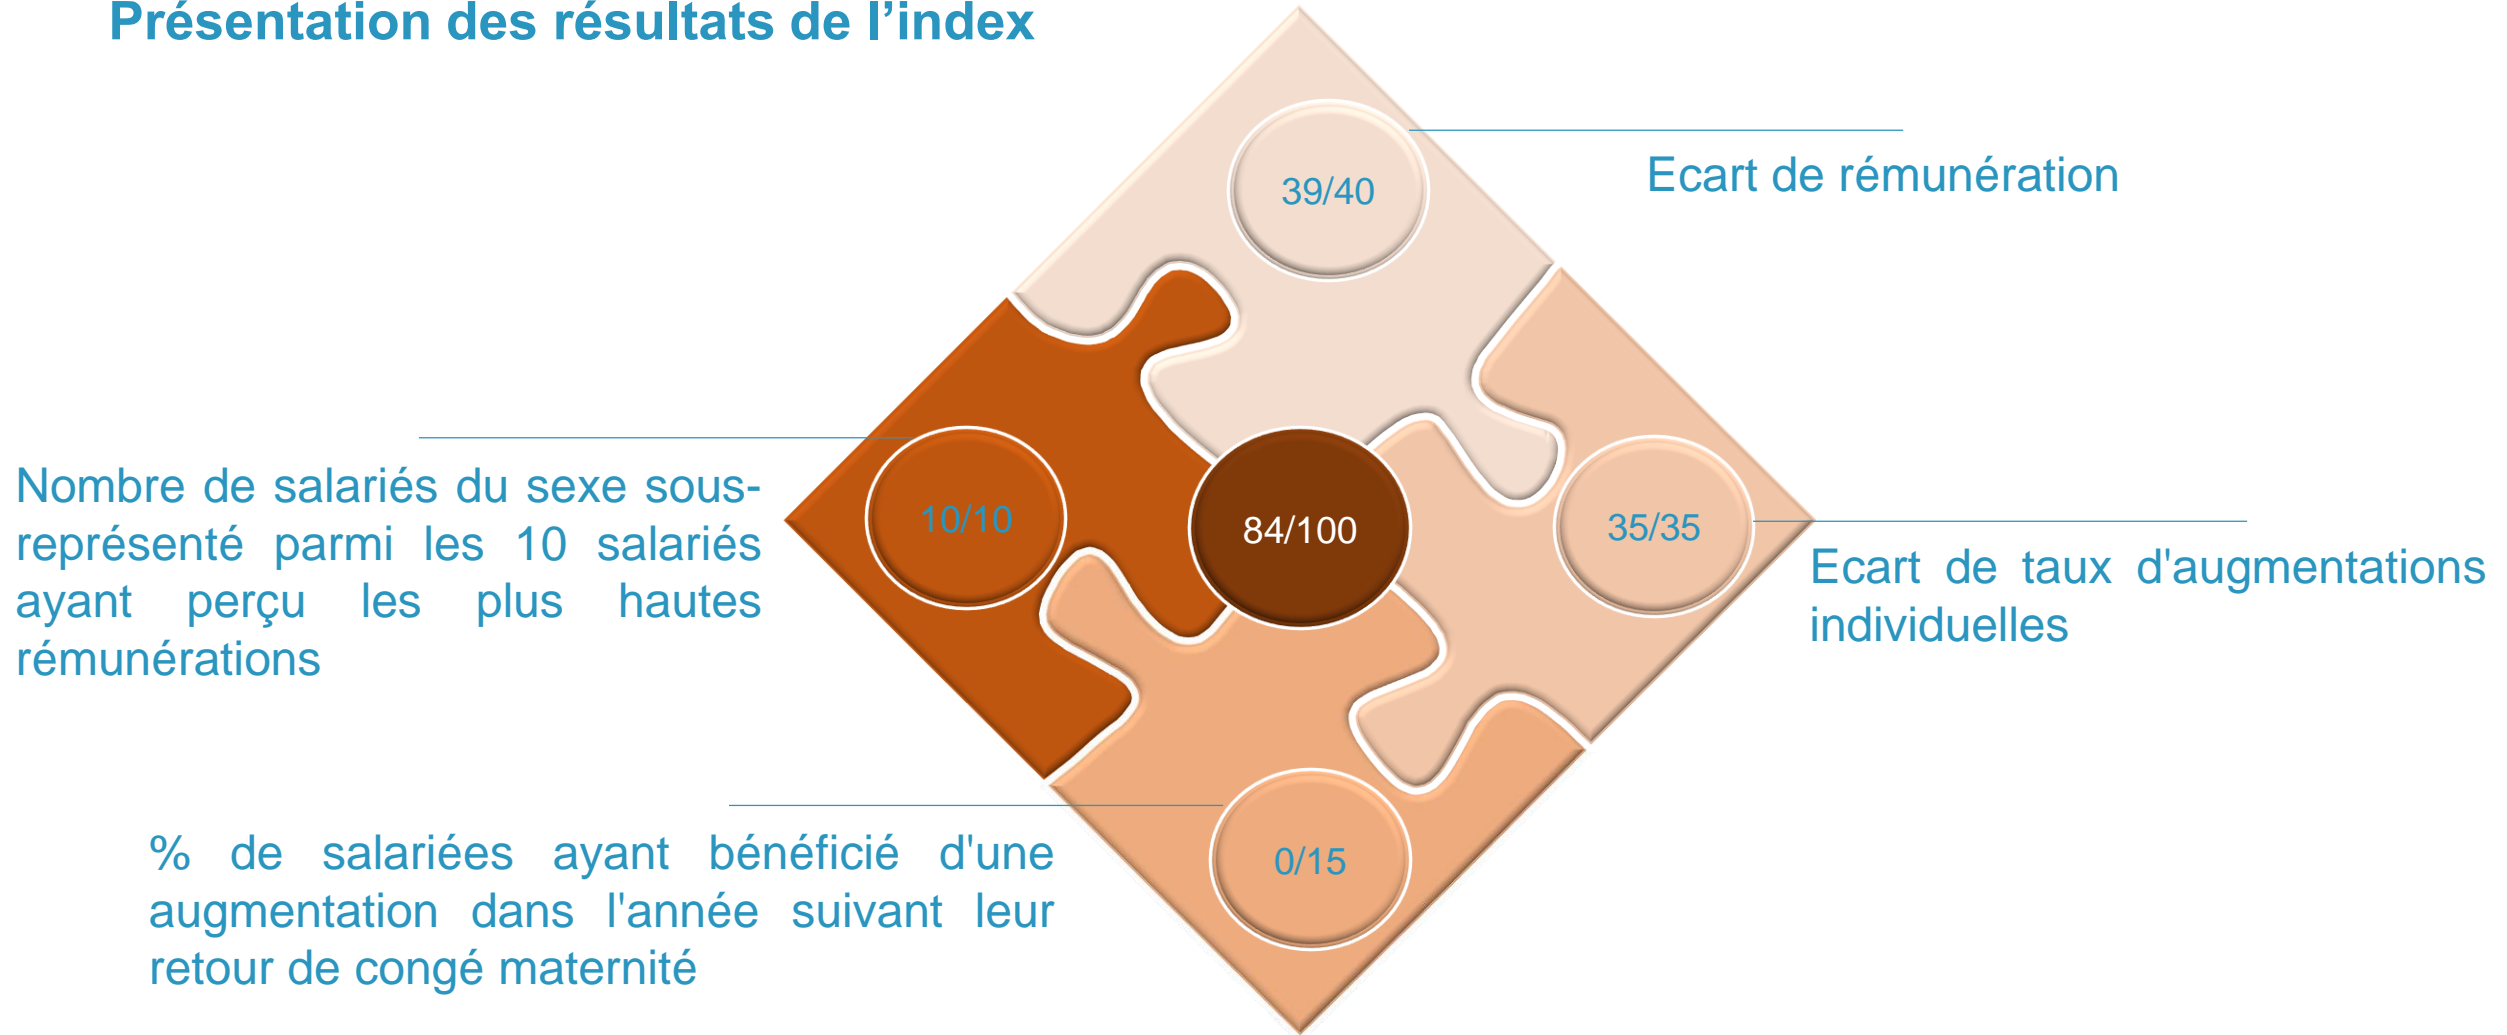 Présentation des résultats de l’index
39/40
Ecart de rémunération
Nombre de salariés du sexe sous-
représenté parmi les 10 salariés
ayant perçu les plus hautes
rémunérations
10/10
84/100
35/35
Ecart de taux d'augmentations
individuelles
% de salariées ayant bénéficié d'une
augmentation dans l'année suivant leur
retour de congé maternité
0/15